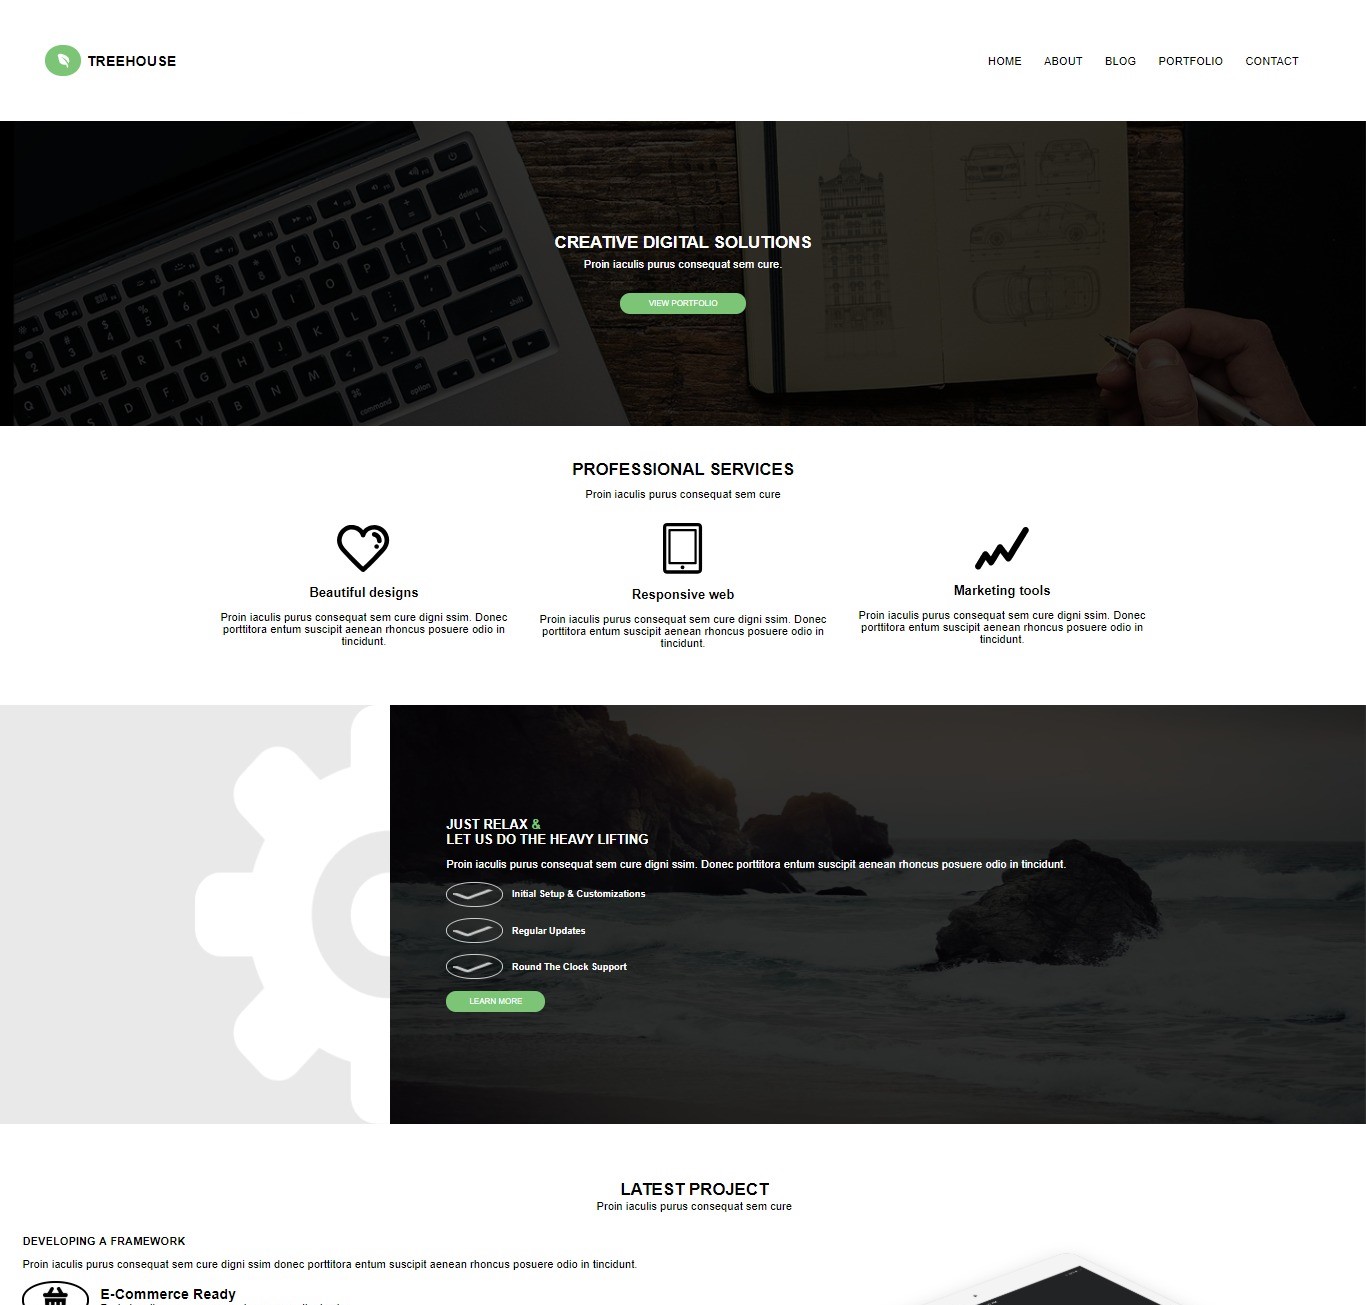 TREEHOUSE
HOME ABOUT BLOG PORTFOLIO CONTACT
CREATIVE DIGITAL SOLUTIONS
Proin iaculis purus consequat sem cure.
VIEW PORTFOLIO
PROFESSIONAL SERVICES
Proin iaculis purus consequat sem cure
Beautiful designs
Proin iaculis purus consequat sem cure digni ssim. Donec
porttitora entum suscipit aenean rhoncus posuere odio in
tincidunt.
Responsive web
Proin iaculis purus consequat sem cure digni ssim. Donec
porttitora entum suscipit aenean rhoncus posuere odio in
tincidunt.
Marketing tools
Proin iaculis purus consequat sem cure digni ssim. Donec
porttitora entum suscipit aenean rhoncus posuere odio in
tincidunt.
JUST RELAX &
LET US DO THE HEAVY LIFTING
Proin iaculis purus consequat sem cure digni ssim. Donec porttitora entum suscipit aenean rhoncus posuere odio in tincidunt.
Initial Setup & Customizations
Regular Updates
Round The Clock Support
LEARN MORE
LATEST PROJECT
Proin iaculis purus consequat sem cure
DEVELOPING A FRAMEWORK
Proin iaculis purus consequat sem cure digni ssim donec porttitora entum suscipit aenean rhoncus posuere odio in tincidunt.
E-Commerce Ready